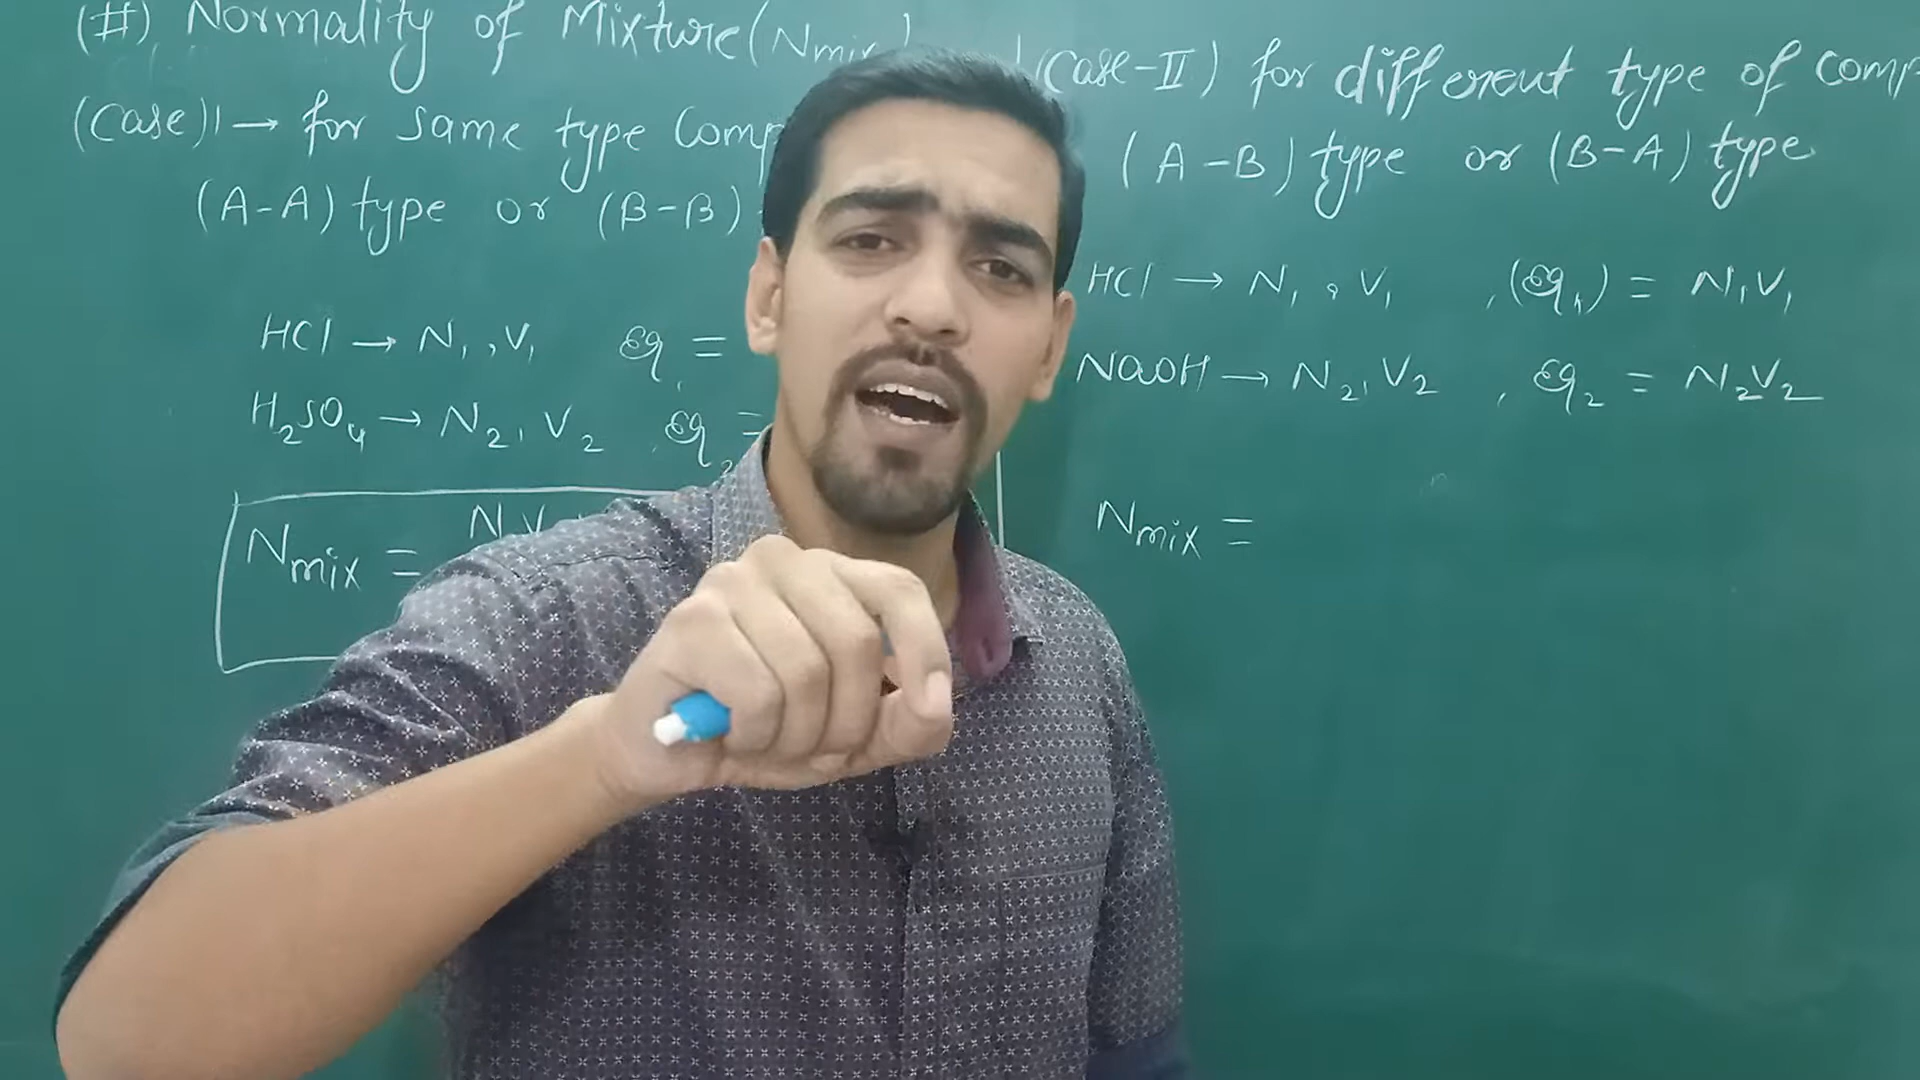 (#) Normality of Mixture (Nmix)
(Case) I → for same type Comp
(A-A) type or (B-B)
HCl → N₁, V₁ Eq₁ =
H₂SO₄ → N₂, V₂, Eq₂ =
Nmix = N₁V₁
(Case-II) for different type of comp
(A-B) type or (B-A) type
HCl → N₁, V₁, (Eq₁) = N₁V₁
NaOH → N₂, V₂, Eq₂ = N₂V₂
Nmix =